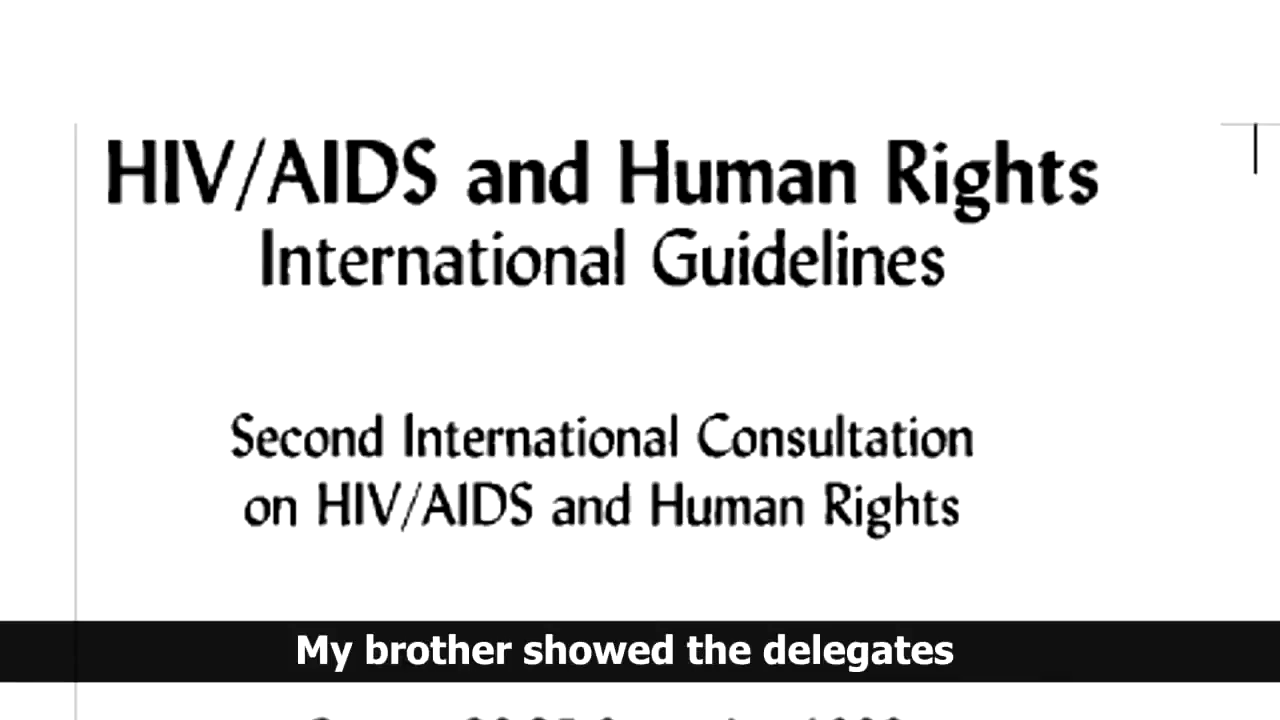 HIV/AIDS and Human Rights
International Guidelines
Second International Consultation
on HIV/AIDS and Human Rights
My brother showed the delegates